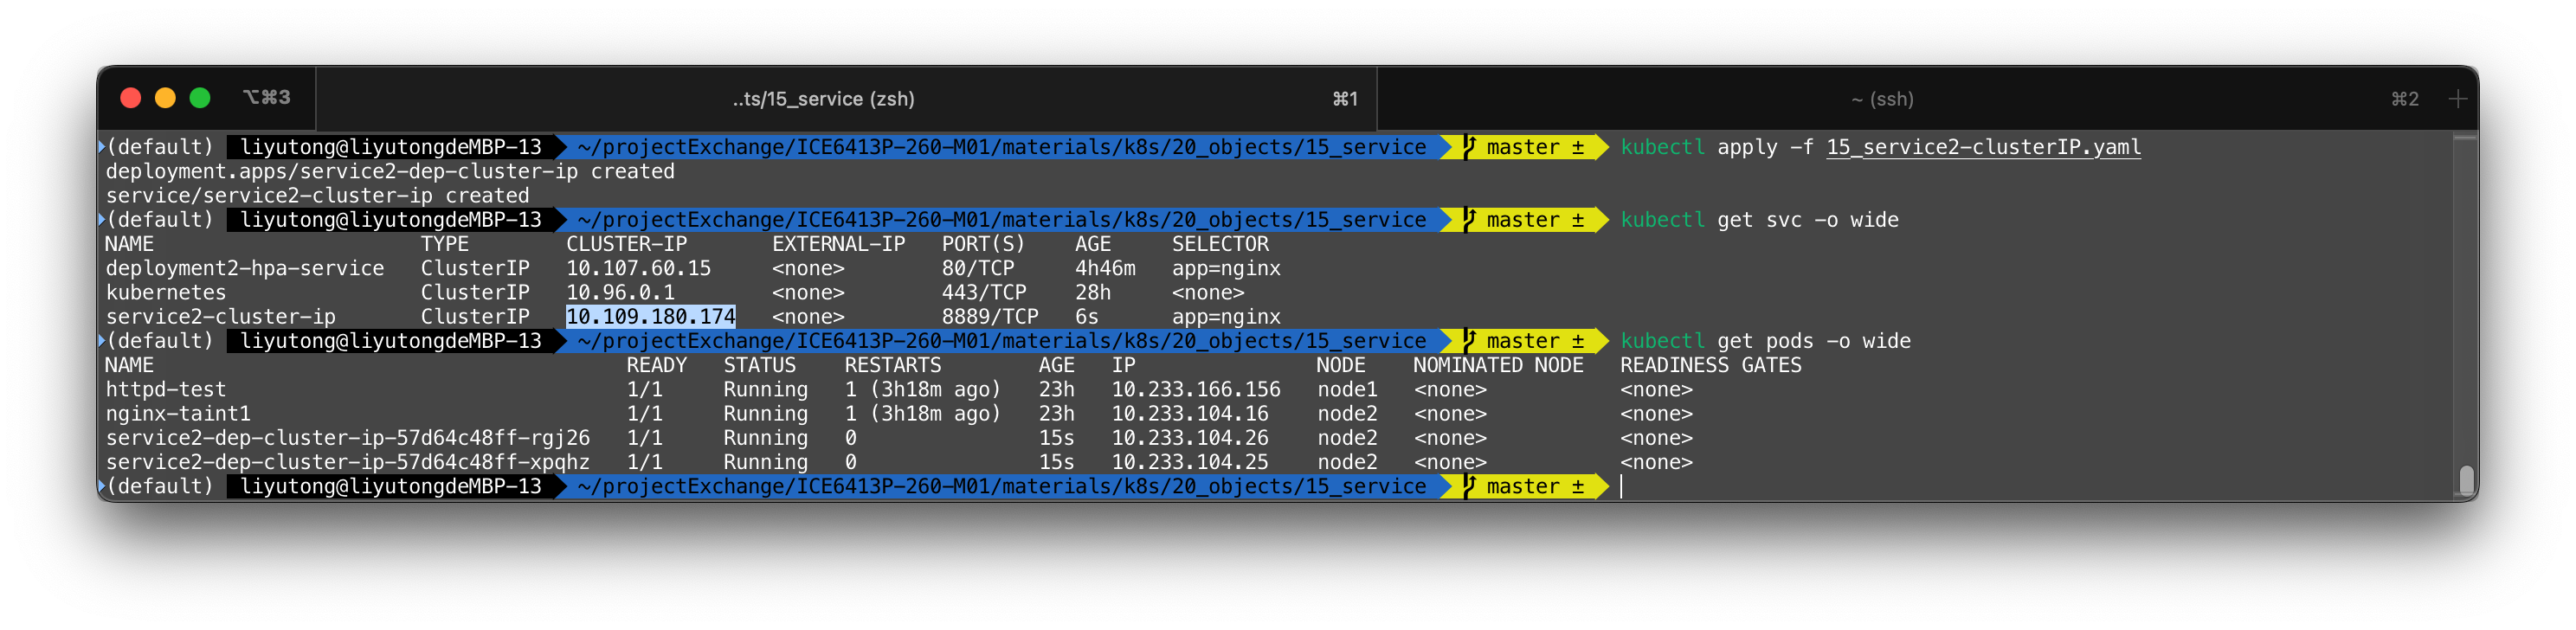 ⌥⌘3 ..ts/15_service (zsh) ⌘1 ~ (ssh) ⌘2 +
(default) liyutong@liyutongdeMBP-13 ~/projectExchange/ICE6413P-260-M01/materials/k8s/20_objects/15_service master ± kubectl apply -f 15_service2-clusterIP.yaml
deployment.apps/service2-dep-cluster-ip created
service/service2-cluster-ip created
(default) liyutong@liyutongdeMBP-13 ~/projectExchange/ICE6413P-260-M01/materials/k8s/20_objects/15_service master ± kubectl get svc -o wide
NAME TYPE CLUSTER-IP EXTERNAL-IP PORT(S) AGE SELECTOR
deployment2-hpa-service ClusterIP 10.107.60.15 <none> 80/TCP 4h46m app=nginx
kubernetes ClusterIP 10.96.0.1 <none> 443/TCP 28h <none>
service2-cluster-ip ClusterIP 10.109.180.174 <none> 8889/TCP 6s app=nginx
(default) liyutong@liyutongdeMBP-13 ~/projectExchange/ICE6413P-260-M01/materials/k8s/20_objects/15_service master ± kubectl get pods -o wide
NAME READY STATUS RESTARTS AGE IP NODE NOMINATED NODE READINESS GATES
httpd-test 1/1 Running 1 (3h18m ago) 23h 10.233.166.156 node1 <none> <none>
nginx-taint1 1/1 Running 1 (3h18m ago) 23h 10.233.104.16 node2 <none> <none>
service2-dep-cluster-ip-57d64c48ff-rgj26 1/1 Running 0 15s 10.233.104.26 node2 <none> <none>
service2-dep-cluster-ip-57d64c48ff-xpqhz 1/1 Running 0 15s 10.233.104.25 node2 <none> <none>
(default) liyutong@liyutongdeMBP-13 ~/projectExchange/ICE6413P-260-M01/materials/k8s/20_objects/15_service master ±